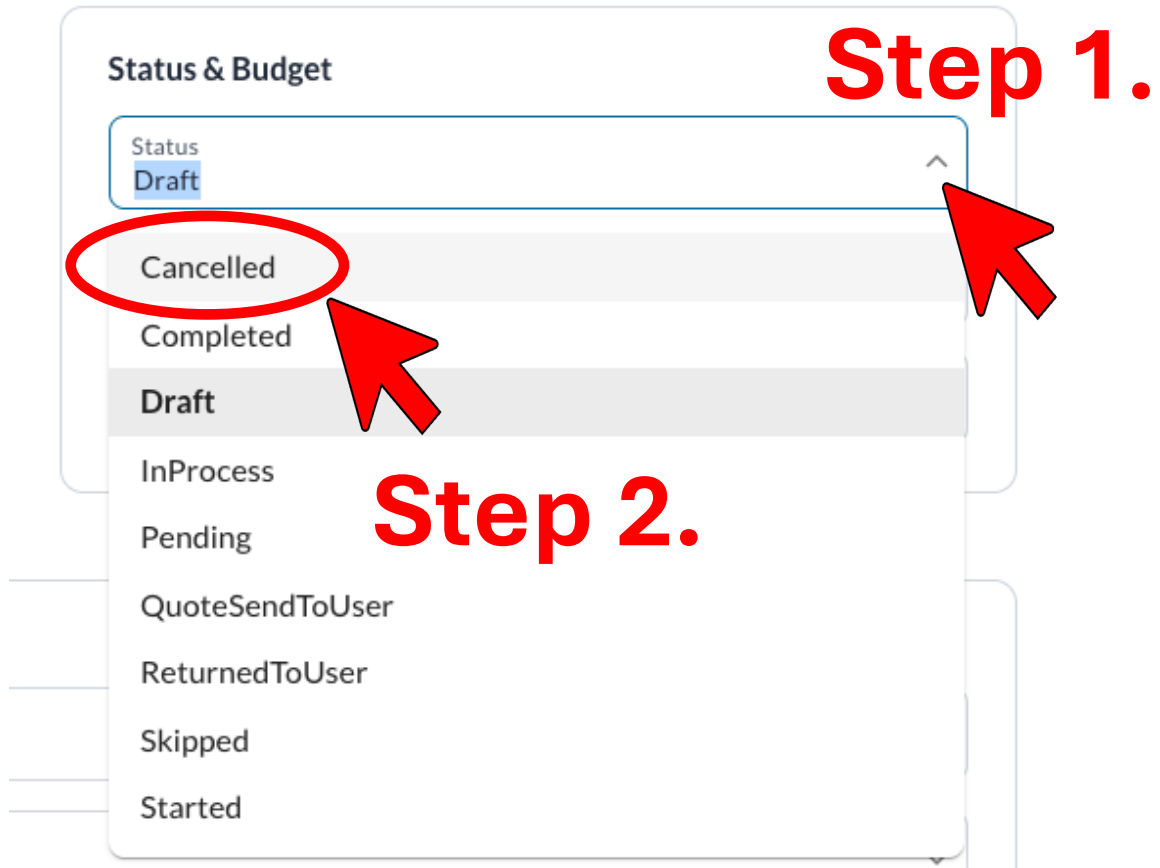 Status & Budget
Step 1.
Status
Draft
Cancelled
Completed
Draft
InProcess
Step 2.
Pending
QuoteSendToUser
ReturnedToUser
Skipped
Started